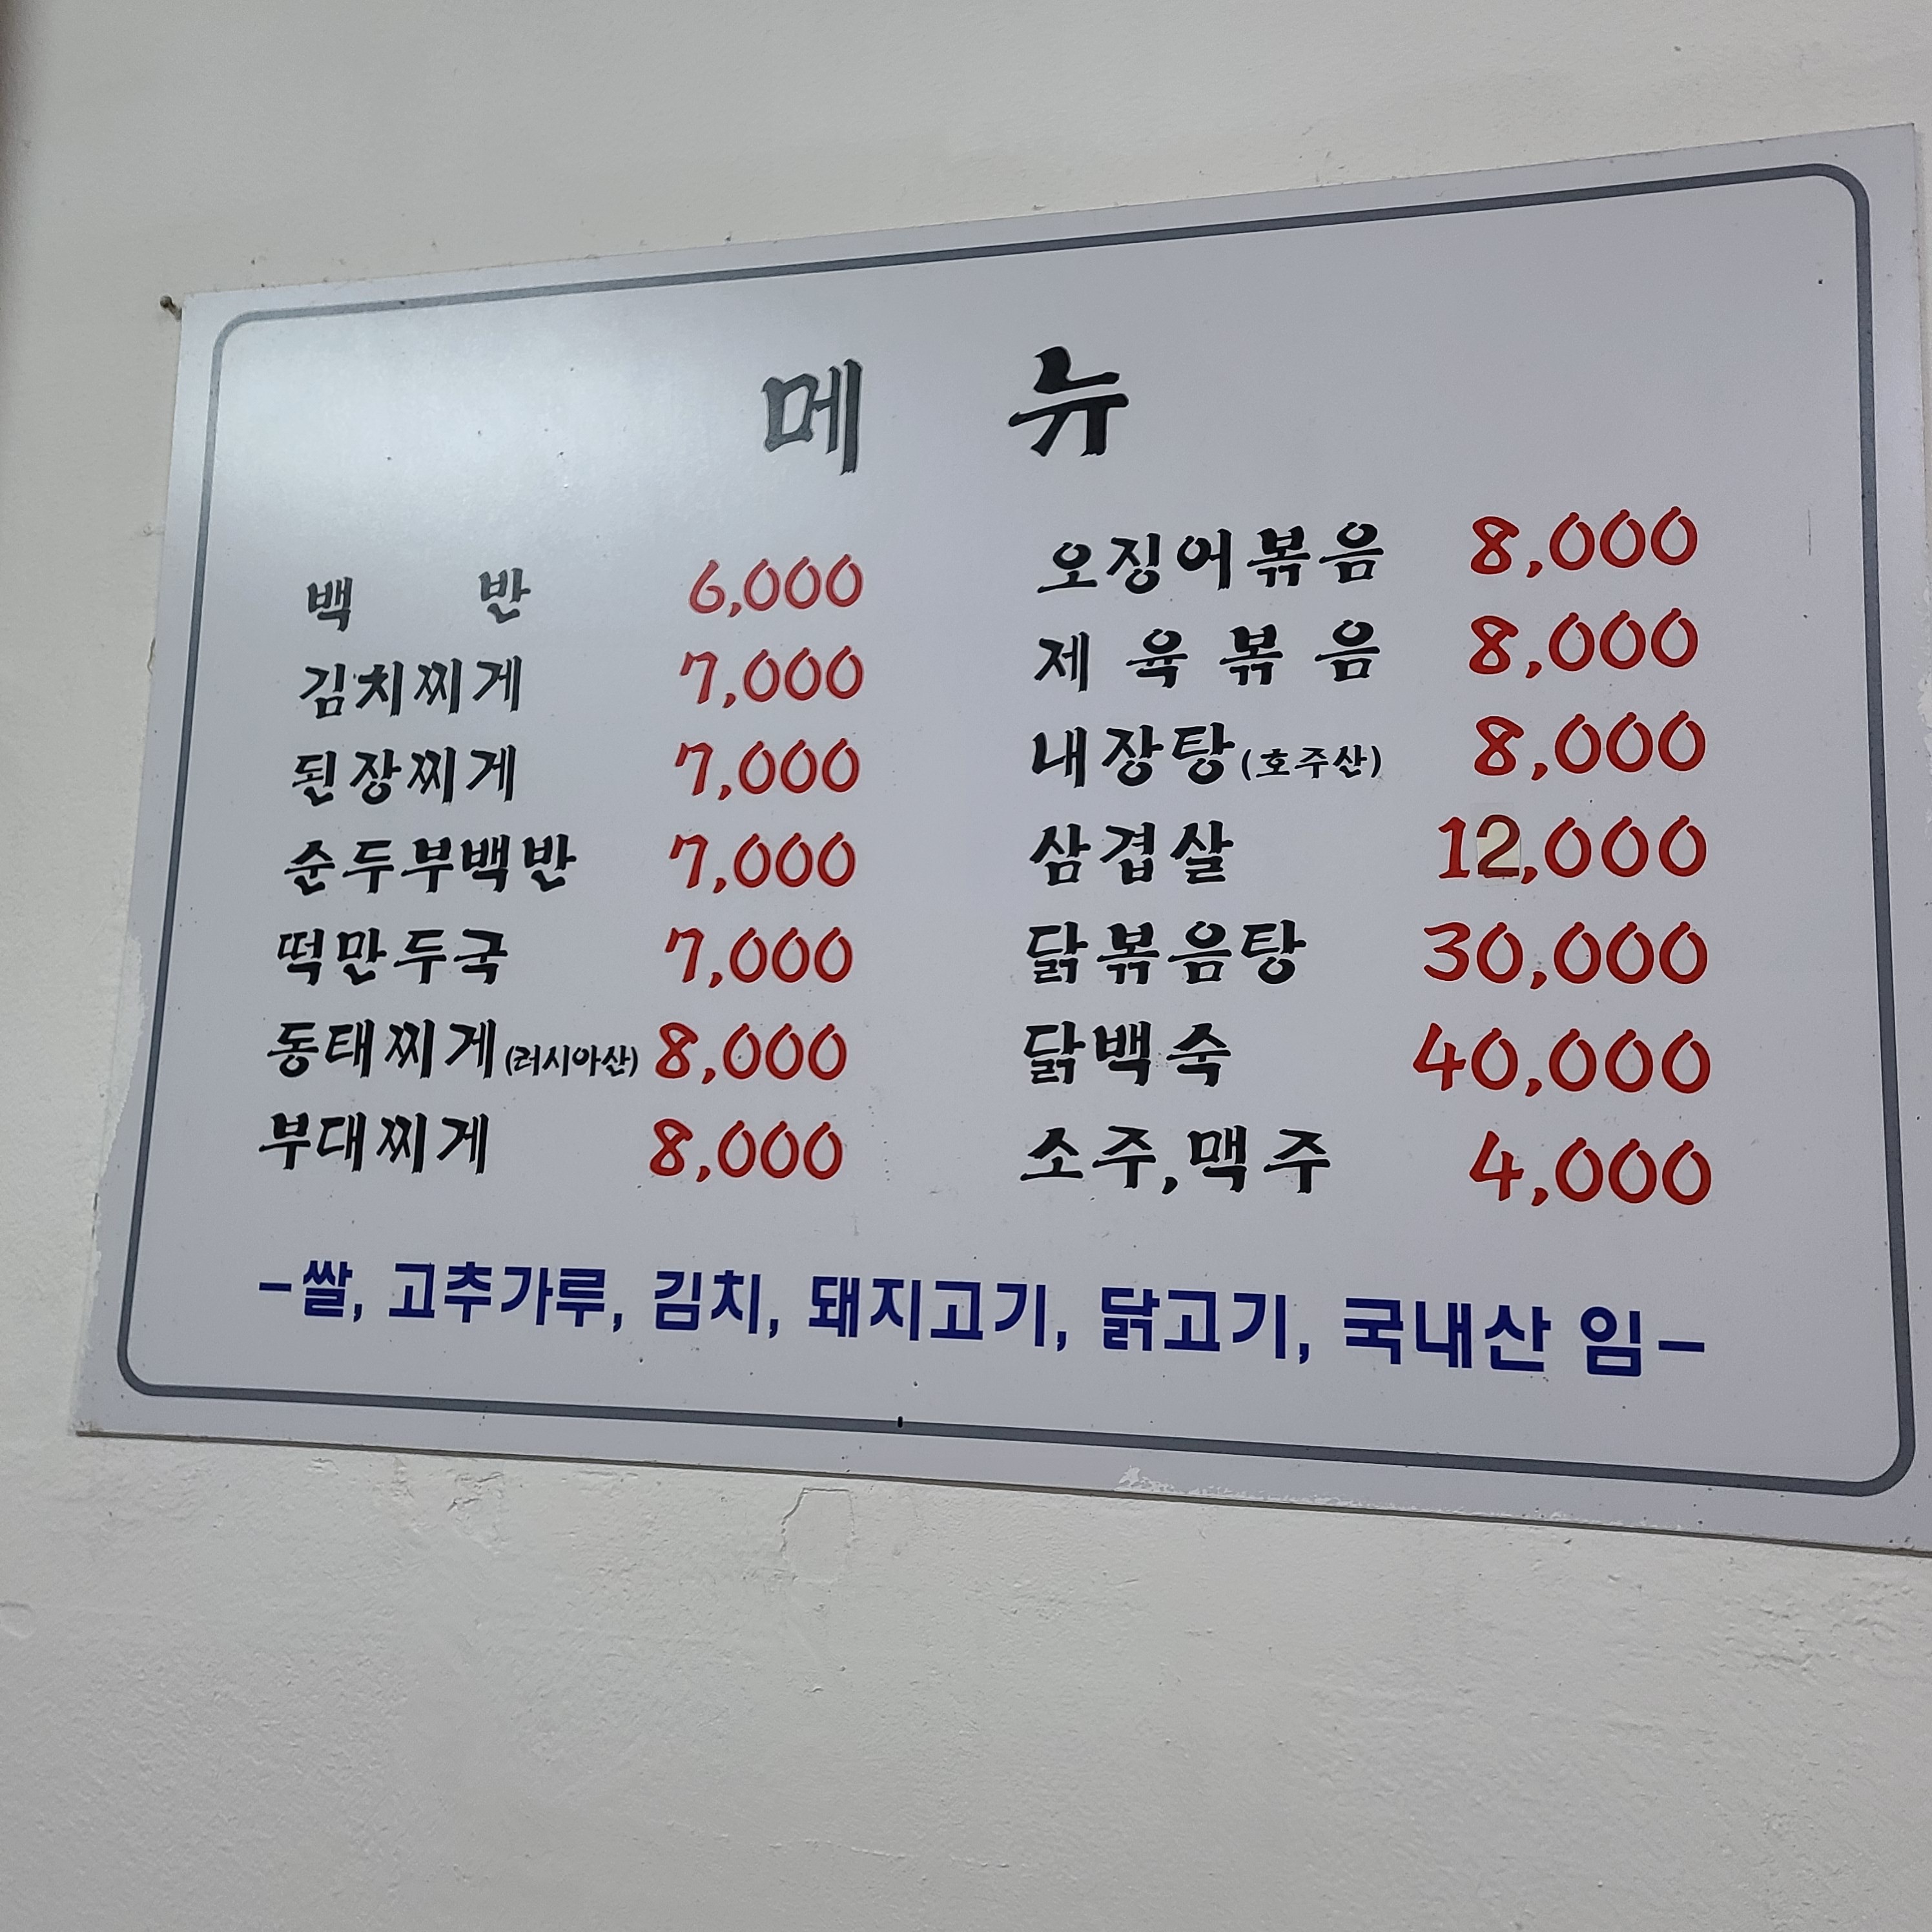 메 뉴
백 반 6,000
김치찌게 7,000
된장찌게 7,000
순두부백반 7,000
떡만두국 7,000
동태찌게(러시아산) 8,000
부대찌게 8,000
오징어볶음 8,000
제육볶음 8,000
내장탕(호주산) 8,000
삼겹살 12,000
닭볶음탕 30,000
닭백숙 40,000
소주,맥주 4,000
-쌀, 고추가루, 김치, 돼지고기, 닭고기, 국내산 임-